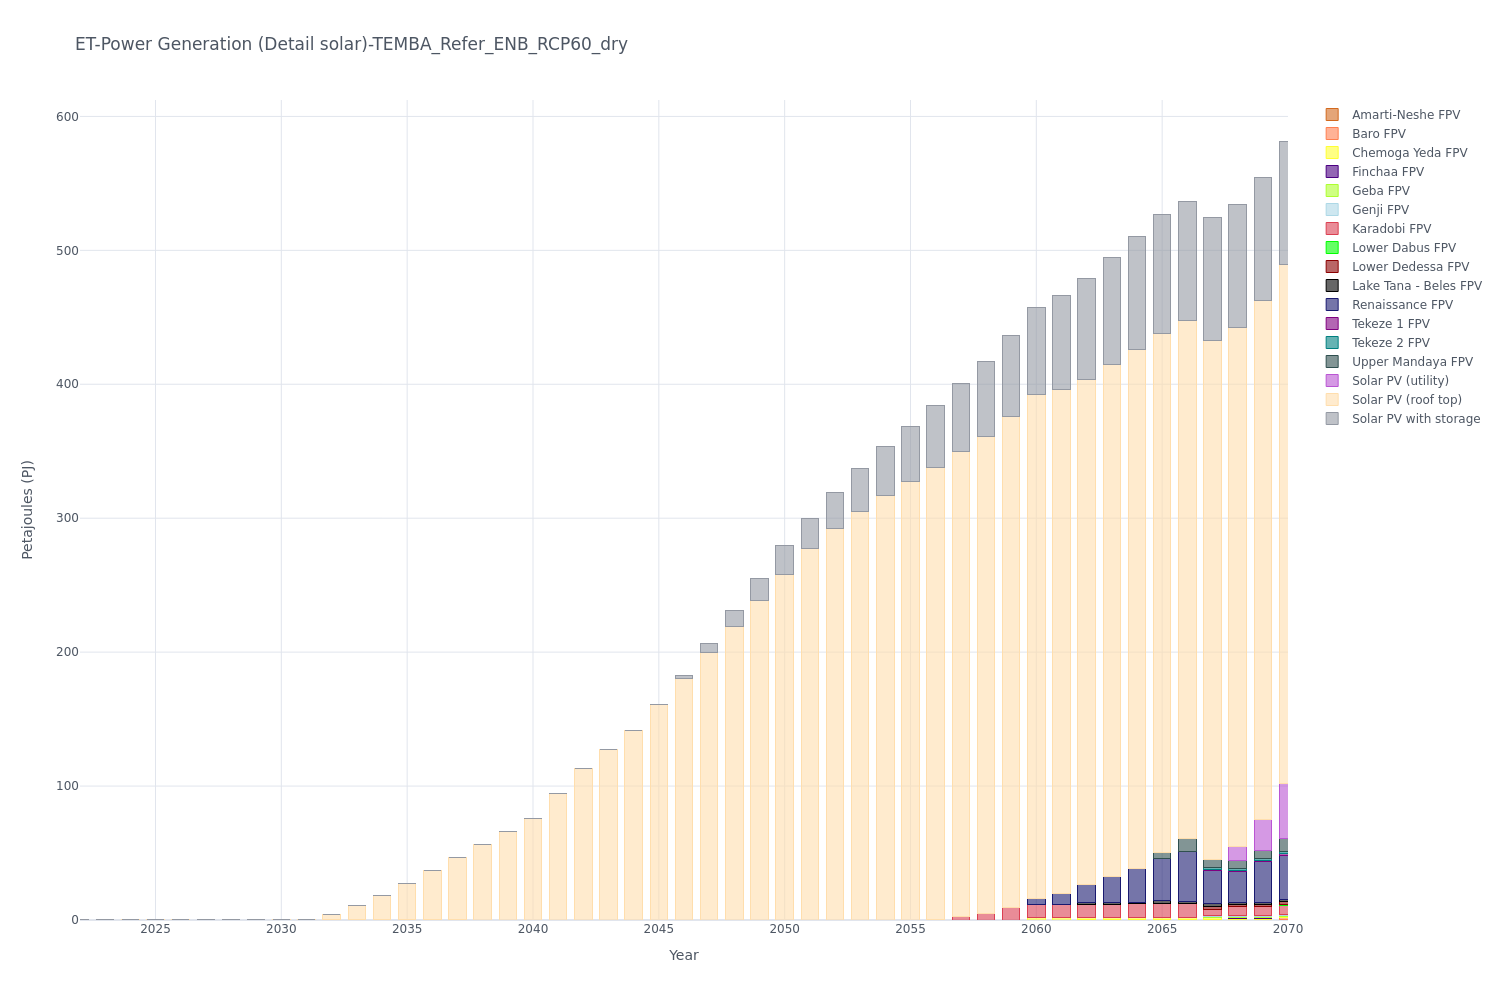 ET-Power Generation (Detail solar)-TEMBA_Refer_ENB_RCP60_dry
600
500
400
300
200
100
0
Petajoules (PJ)
2025
2030
2035
2040
2045
2050
2055
2060
2065
2070
Year
Amarti-Neshe FPV
Baro FPV
Chemoga Yeda FPV
Finchaa FPV
Geba FPV
Genji FPV
Karadobi FPV
Lower Dabus FPV
Lower Dedessa FPV
Lake Tana - Beles FPV
Renaissance FPV
Tekeze 1 FPV
Tekeze 2 FPV
Upper Mandaya FPV
Solar PV (utility)
Solar PV (roof top)
Solar PV with storage